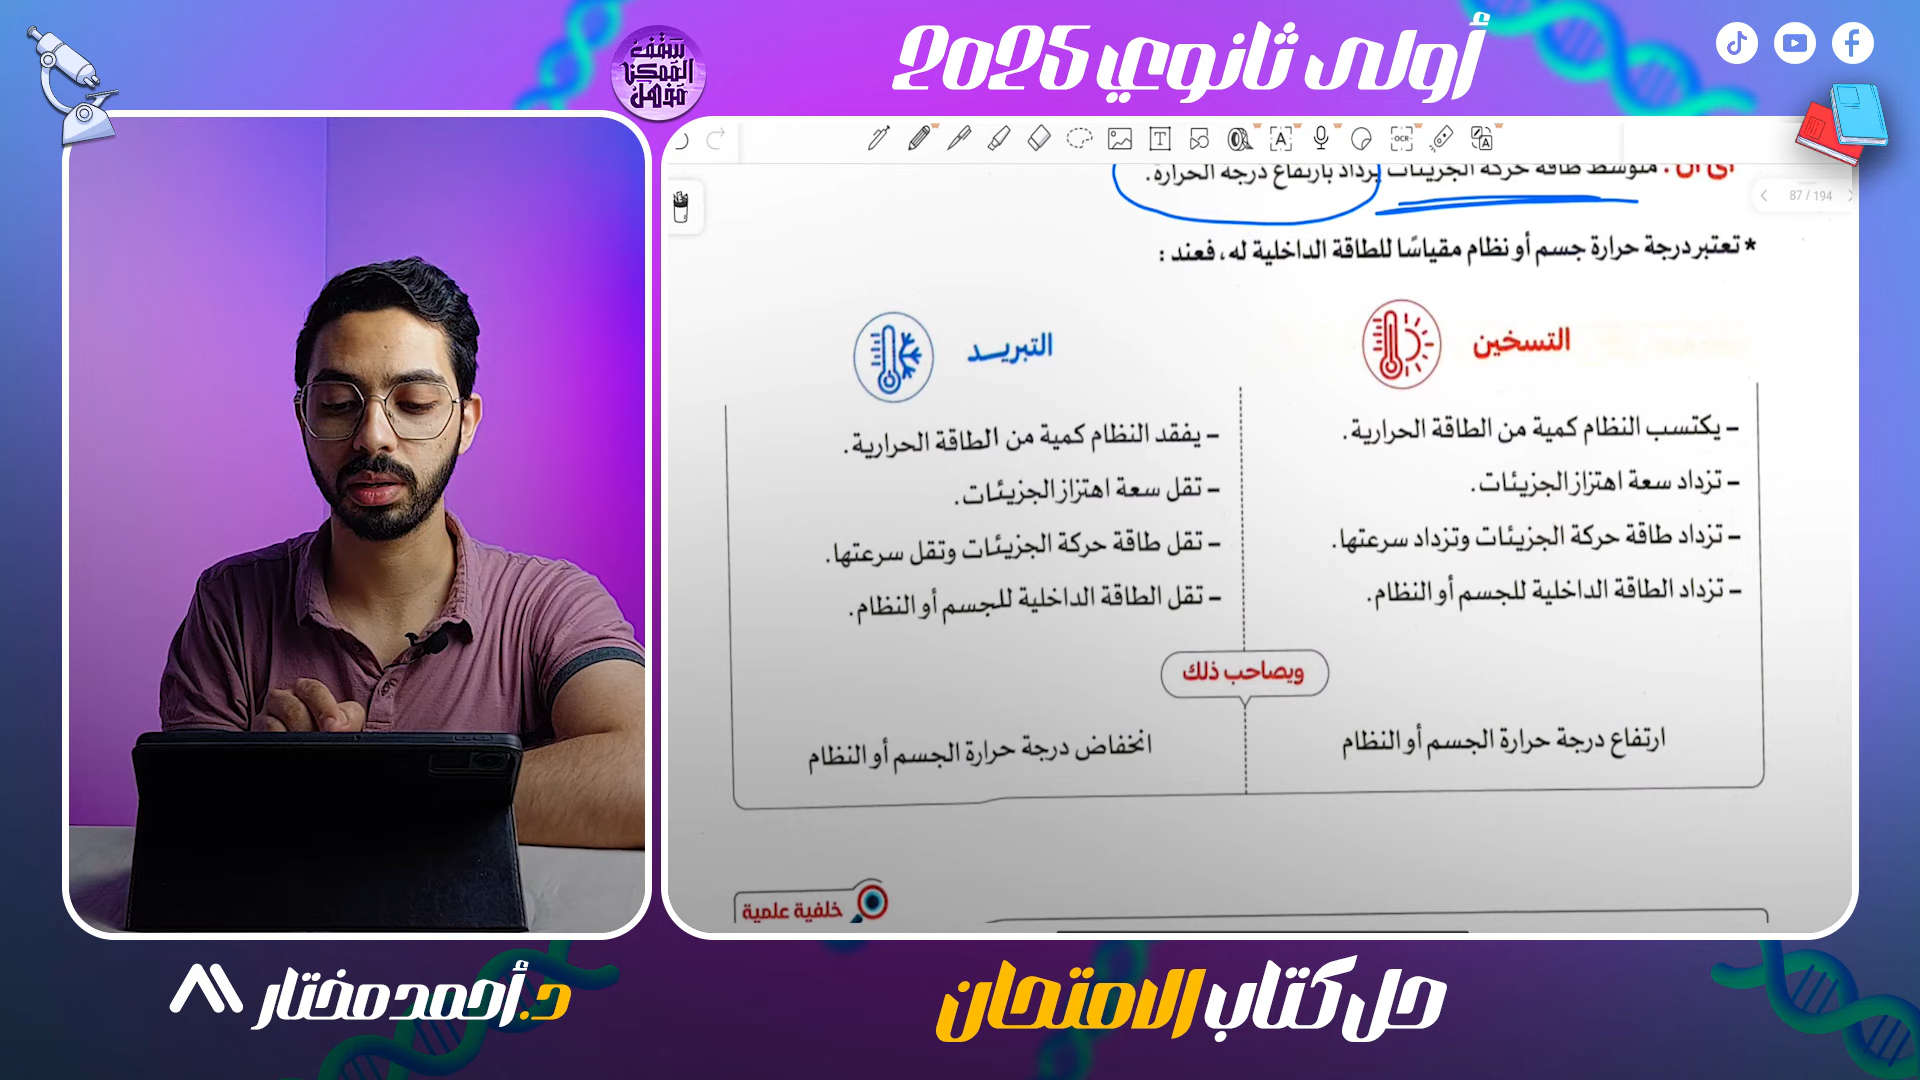 أولى ثانوي 2025
سقف
الممكن
مذهل
87 / 194
أي أن : متوسط طاقة حركة الجزيئات يزداد بارتفاع درجة الحرارة.
* تعتبر درجة حرارة جسم أو نظام مقياسًا للطاقة الداخلية له ، فعند :
التسخين
– يكتسب النظام كمية من الطاقة الحرارية.
– تزداد سعة اهتزاز الجزيئات.
– تزداد طاقة حركة الجزيئات وتزداد سرعتها.
– تزداد الطاقة الداخلية للجسم أو النظام.
التبريــد
– يفقد النظام كمية من الطاقة الحرارية.
– تقل سعة اهتزاز الجزيئات.
– تقل طاقة حركة الجزيئات وتقل سرعتها.
– تقل الطاقة الداخلية للجسم أو النظام.
ويصاحب ذلك
ارتفاع درجة حرارة الجسم أو النظام
انخفاض درجة حرارة الجسم أو النظام
خلفية علمية
حل كتاب الامتحان
د.أحمد مختار